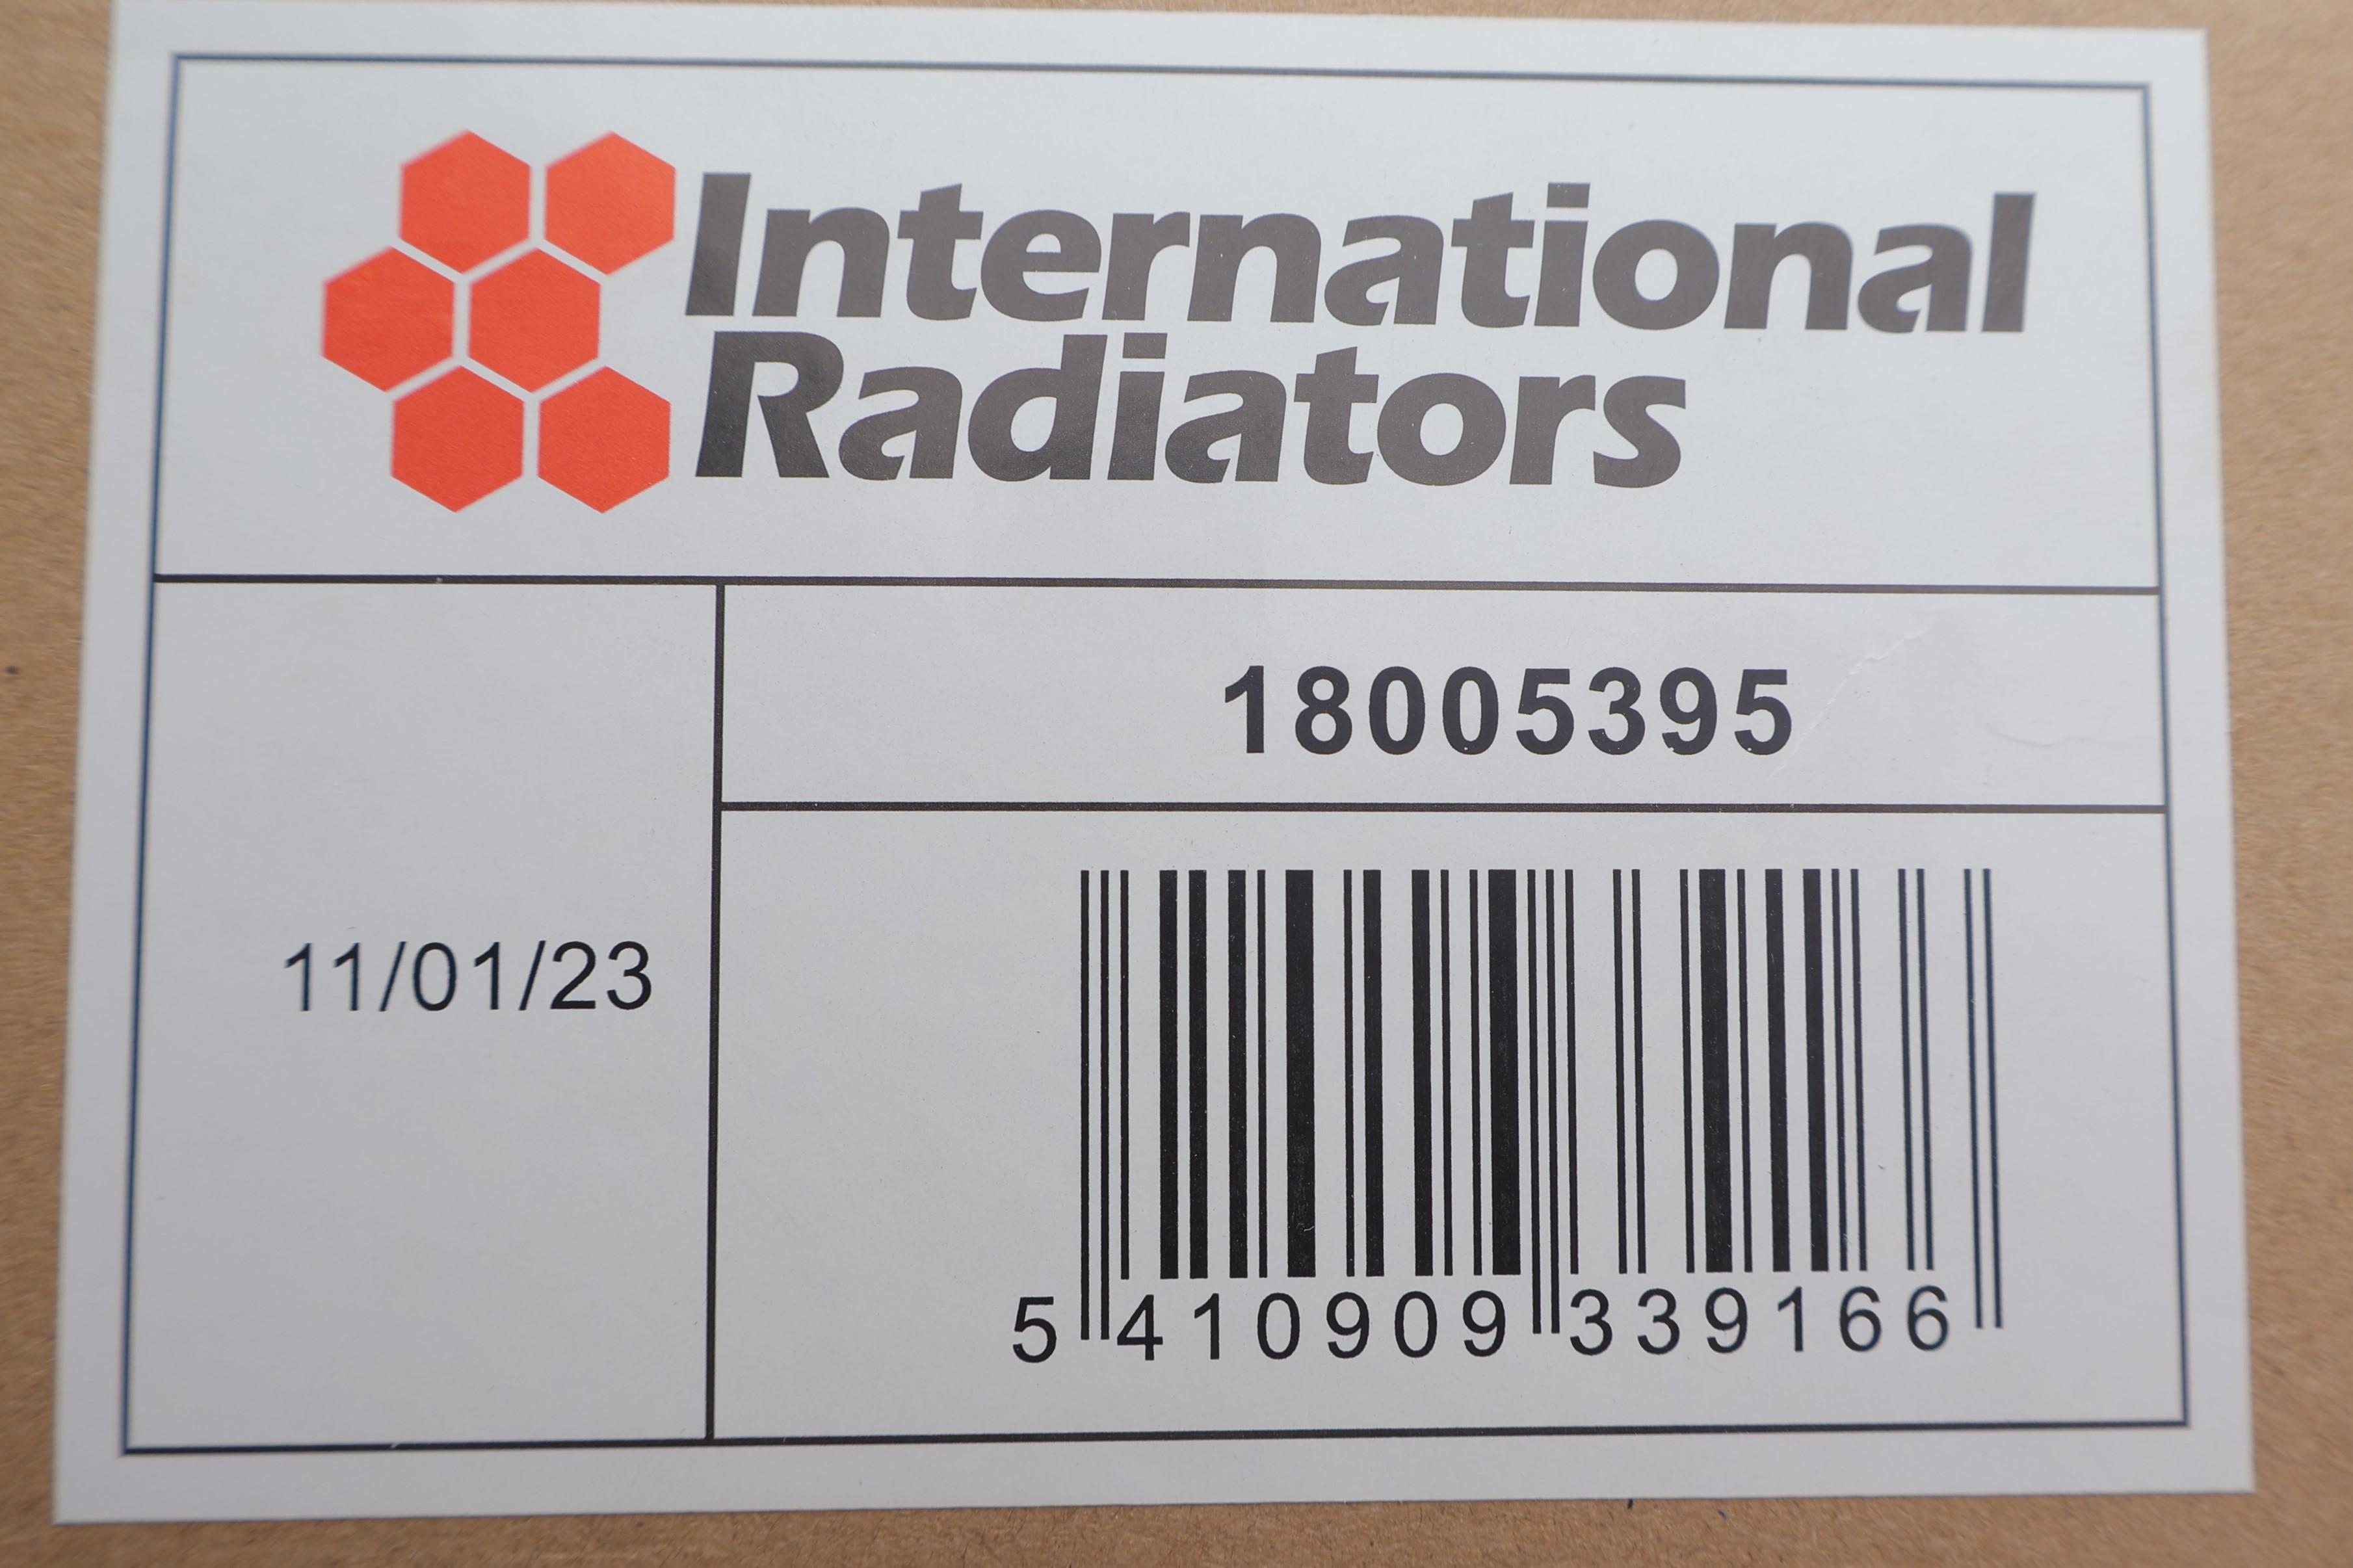 International
Radiators
18005395
11/01/23
5 410909 339166